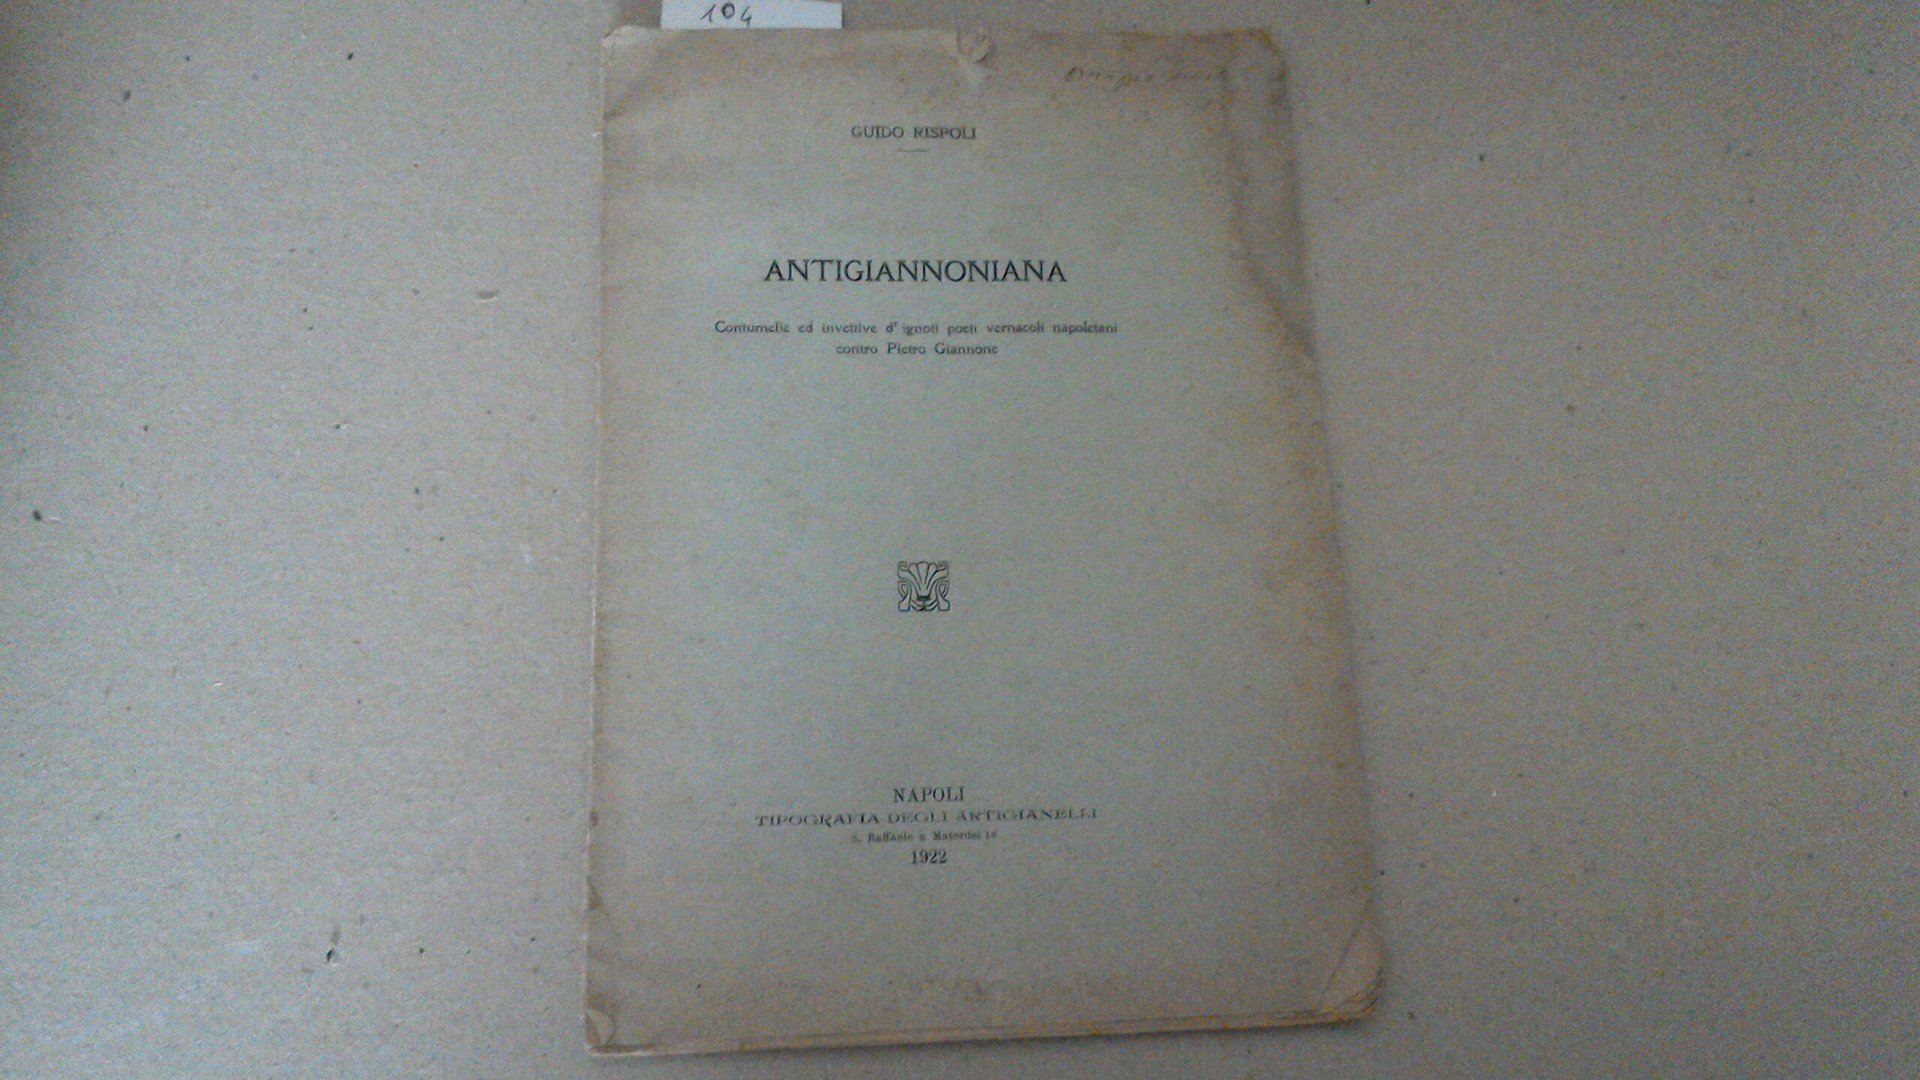 104
GUIDO RISPOLI
ANTIGIANNONIANA
Contumelie ed invettive d' ignoti poeti vernacoli napoletani
contro Pietro Giannone
NAPOLI
TIPOGRAFIA DEGLI ARTIGIANELLI
S. Raffaele a Materdei 18
1922